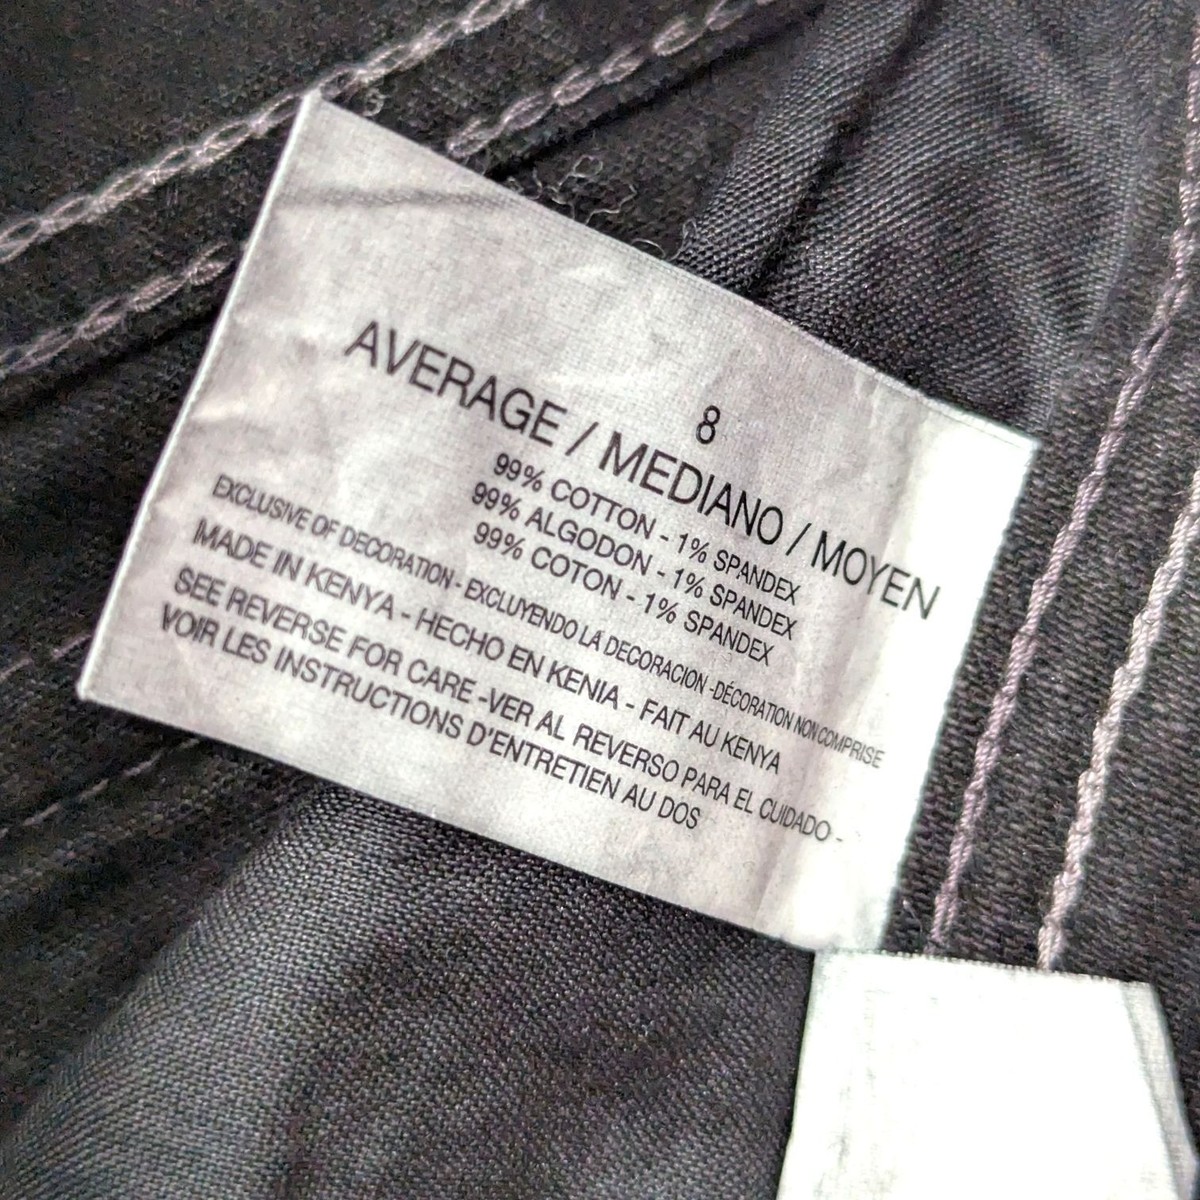 8
AVERAGE / MEDIANO / MOYEN
99% COTTON - 1% SPANDEX
99% ALGODON - 1% SPANDEX
99% COTON - 1% SPANDEX
EXCLUSIVE OF DECORATION - EXCLUYENDO LA DECORACION -DÉCORATION NON COMPRISE
MADE IN KENYA - HECHO EN KENIA - FAIT AU KENYA
SEE REVERSE FOR CARE -VER AL REVERSO PARA EL CUIDADO -
VOIR LES INSTRUCTIONS D'ENTRETIEN AU DOS